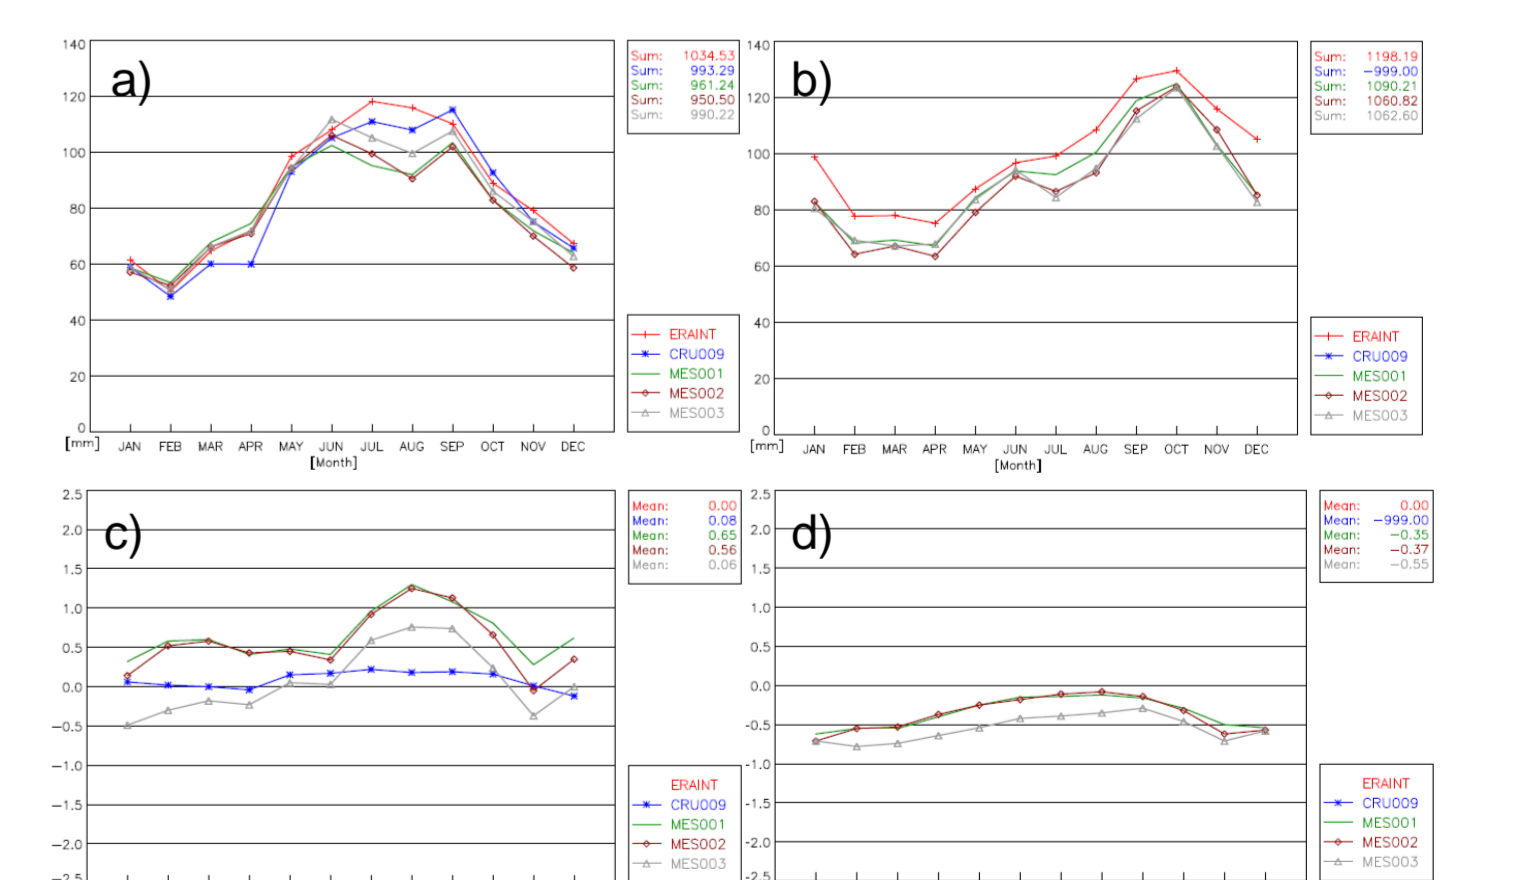 a)
140
120
100
80
60
40
20
0
[mm]
JAN FEB MAR APR MAY JUN JUL AUG SEP OCT NOV DEC
[Month]
Sum: 1034.53
Sum: 993.29
Sum: 961.24
Sum: 950.50
Sum: 990.22
ERAINT
CRU009
MES001
MES002
MES003
b)
140
120
100
80
60
40
20
0
[mm]
JAN FEB MAR APR MAY JUN JUL AUG SEP OCT NOV DEC
[Month]
Sum: 1198.19
Sum: −999.00
Sum: 1090.21
Sum: 1060.82
Sum: 1062.60
ERAINT
CRU009
MES001
MES002
MES003
c)
2.5
2.0
1.5
1.0
0.5
0.0
−0.5
−1.0
−1.5
−2.0
−2.5
Mean: 0.00
Mean: 0.08
Mean: 0.65
Mean: 0.56
Mean: 0.06
ERAINT
CRU009
MES001
MES002
MES003
d)
2.5
2.0
1.5
1.0
0.5
0.0
-0.5
-1.0
-1.5
-2.0
-2.5
Mean: 0.00
Mean: −999.00
Mean: −0.35
Mean: −0.37
Mean: −0.55
ERAINT
CRU009
MES001
MES002
MES003